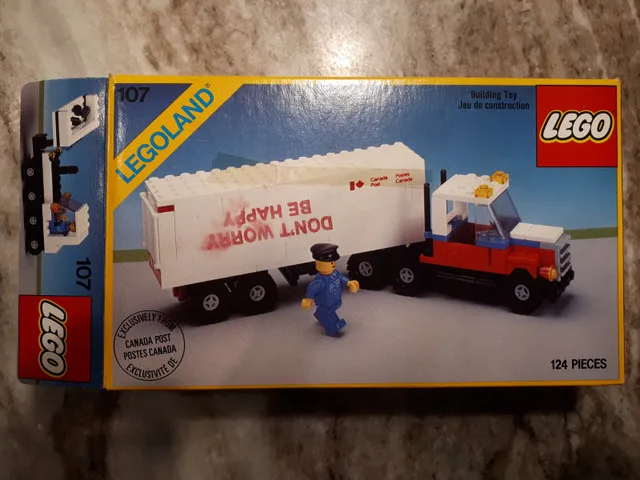 107
LEGOLAND
Building Toy
Jeu de construction
LEGO
Canada Postes
Post Canada
DON'T WORRY
BE HAPPY
EXCLUSIVELY FROM
CANADA POST
POSTES CANADA
EXCLUSIVITÉ DE
124 PIECES
107
LEGO